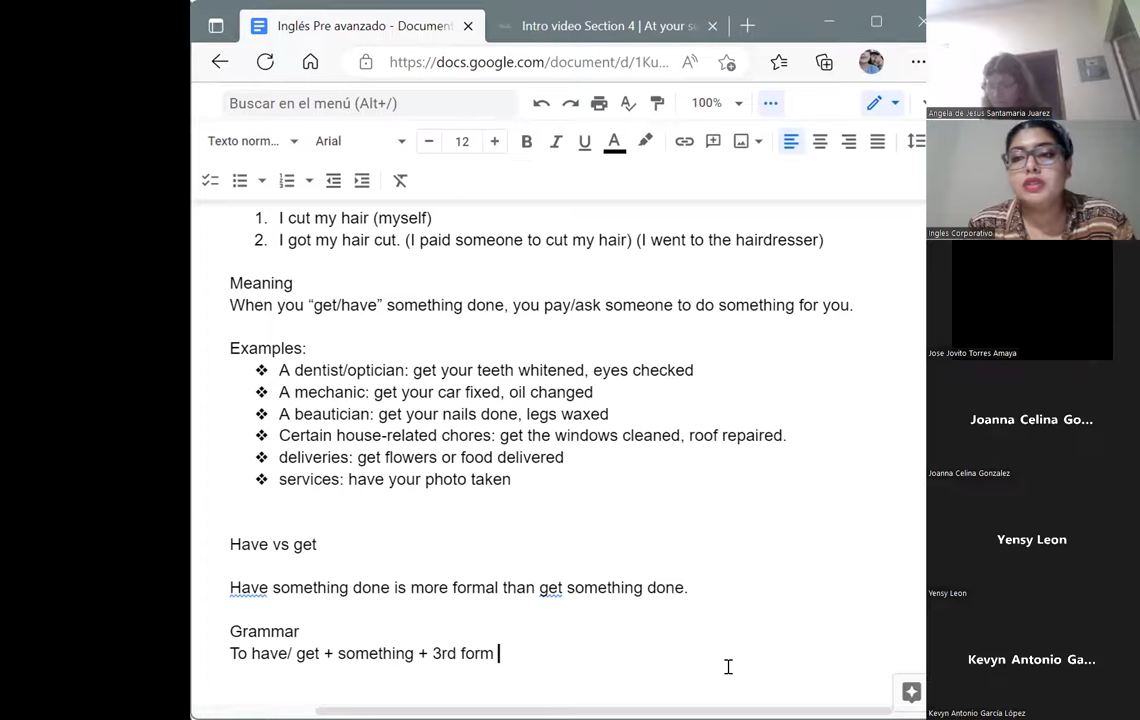 Inglés Pre avanzado - Document
Intro video Section 4 | At your s
https://docs.google.com/document/d/1Ku...
Buscar en el menú (Alt+/)
100%
Texto norm...
Arial
12
1. I cut my hair (myself)
2. I got my hair cut. (I paid someone to cut my hair) (I went to the hairdresser)
Meaning
When you “get/have” something done, you pay/ask someone to do something for you.
Examples:
❖ A dentist/optician: get your teeth whitened, eyes checked
❖ A mechanic: get your car fixed, oil changed
❖ A beautician: get your nails done, legs waxed
❖ Certain house-related chores: get the windows cleaned, roof repaired.
❖ deliveries: get flowers or food delivered
❖ services: have your photo taken
Have vs get
Have something done is more formal than get something done.
Grammar
To have/ get + something + 3rd form
Angela de Jesus Santamaria Juarez
Ingles Corporativo
Jose Jovito Torres Amaya
Joanna Celina Go...
Joanna Celina Gonzalez
Yensy Leon
Yensy Leon
Kevyn Antonio Ga...
Kevyn Antonio García López